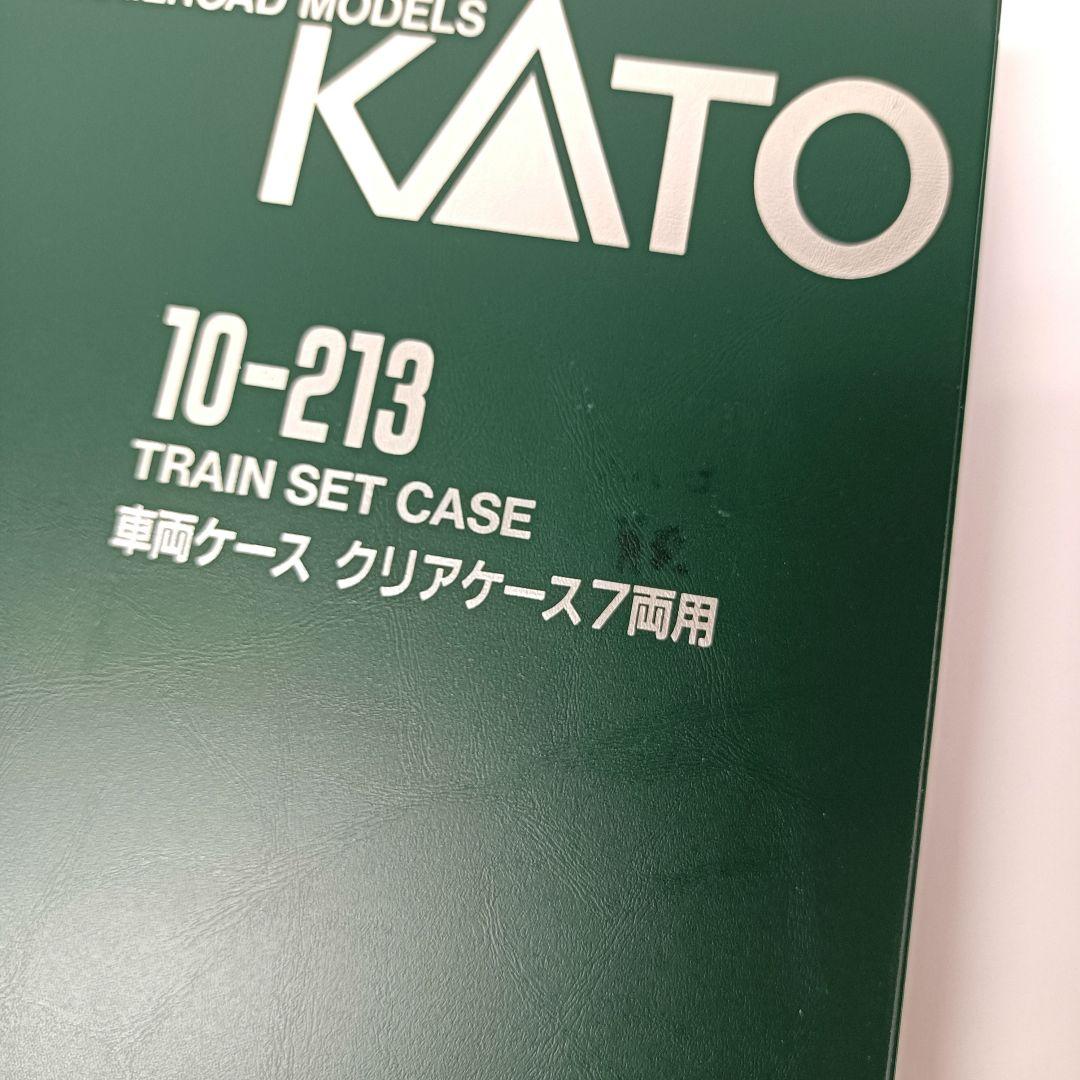 MODELS
KATO
10-213
TRAIN SET CASE
車両ケース クリアケース7両用